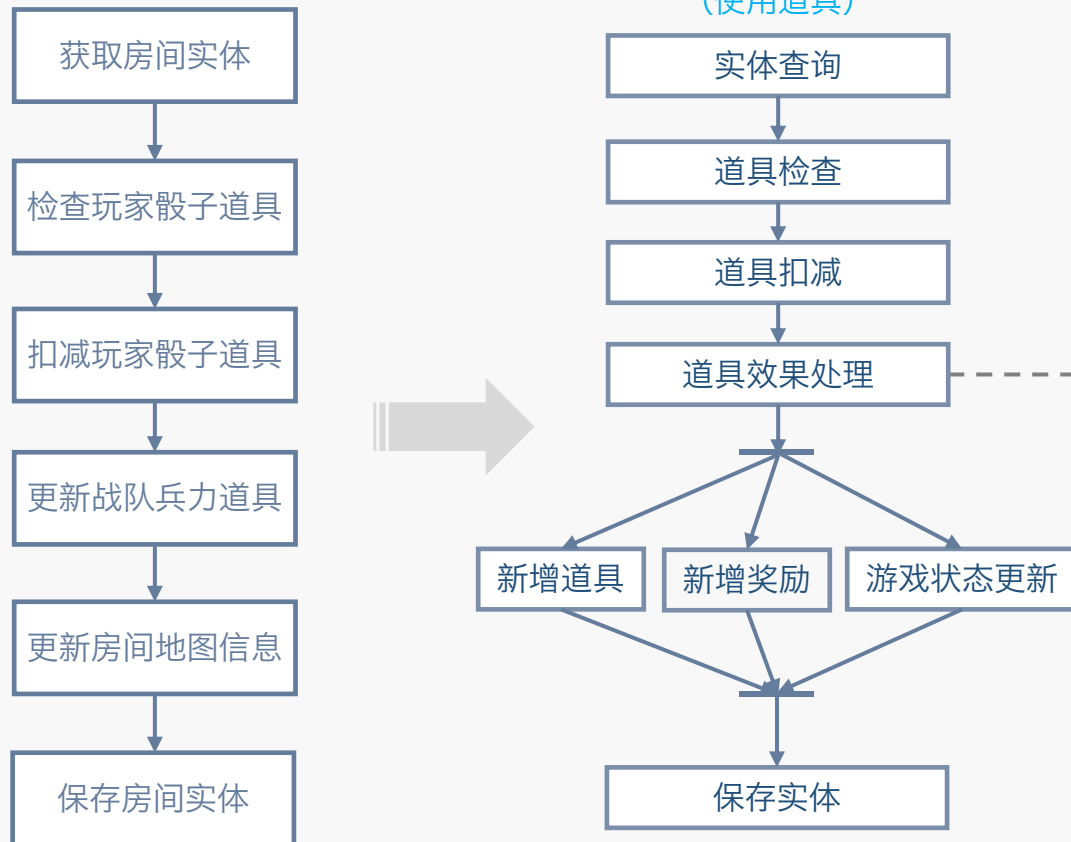 获取房间实体
检查玩家骰子道具
扣减玩家骰子道具
更新战队兵力道具
更新房间地图信息
保存房间实体
（使用道具）
实体查询
道具检查
道具扣减
道具效果处理
新增道具
新增奖励
游戏状态更新
保存实体